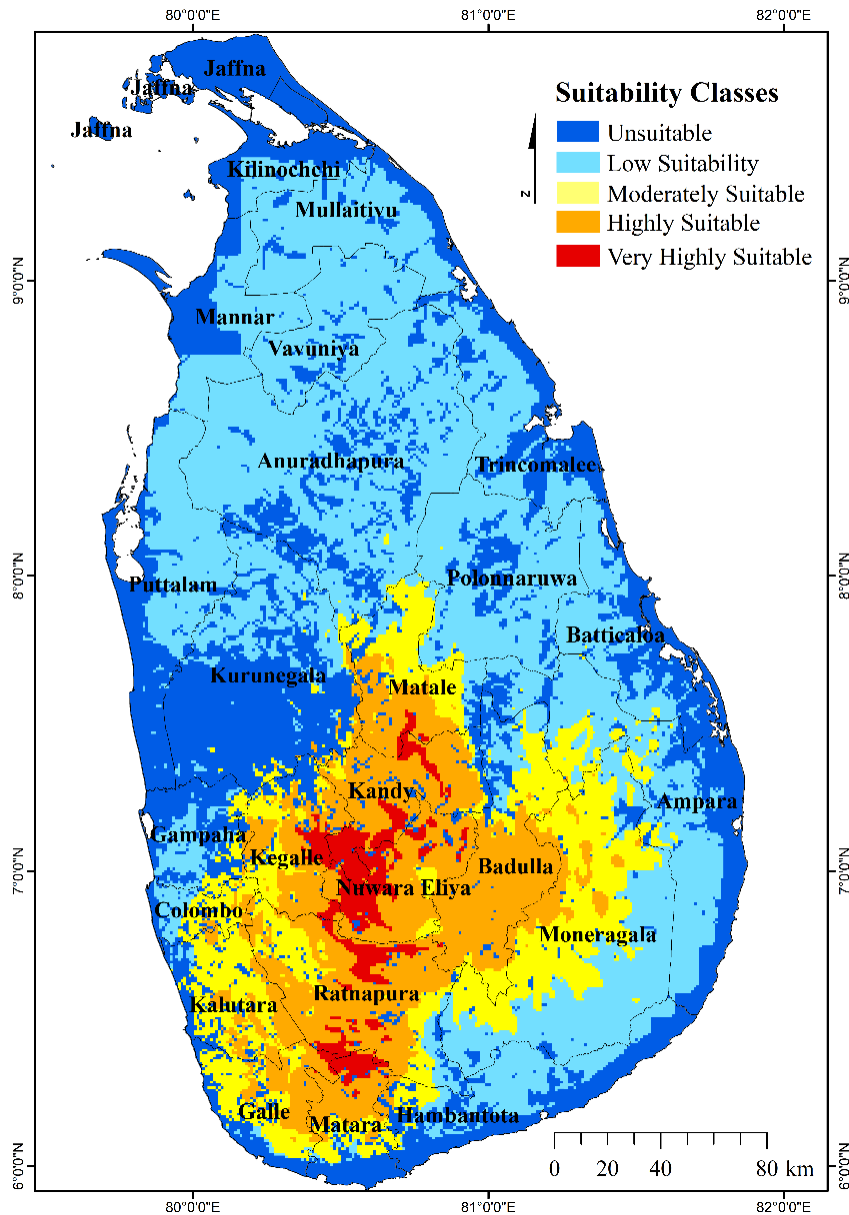 80°0'0"E 81°0'0"E 82°0'0"E
Jaffna
Jaffna
Jaffna
Suitability Classes
Unsuitable
Low Suitability
Moderately Suitable
Highly Suitable
Very Highly Suitable
N
Kilinochchi
Mullaitivu
9°0'0"N 9°0'0"N
Mannar
Vavuniya
Anuradhapura
Trincomalee
8°0'0"N 8°0'0"N
Puttalam
Polonnaruwa
Batticaloa
Kurunegala
Matale
Kandy
Ampara
Gampaha
Kegalle
Badulla
7°0'0"N 7°0'0"N
Nuwara Eliya
Colombo
Moneragala
Ratnapura
Kalutara
Galle
Matara
Hambantota
6°0'0"N 6°0'0"N
0 20 40 80 km
80°0'0"E 81°0'0"E 82°0'0"E